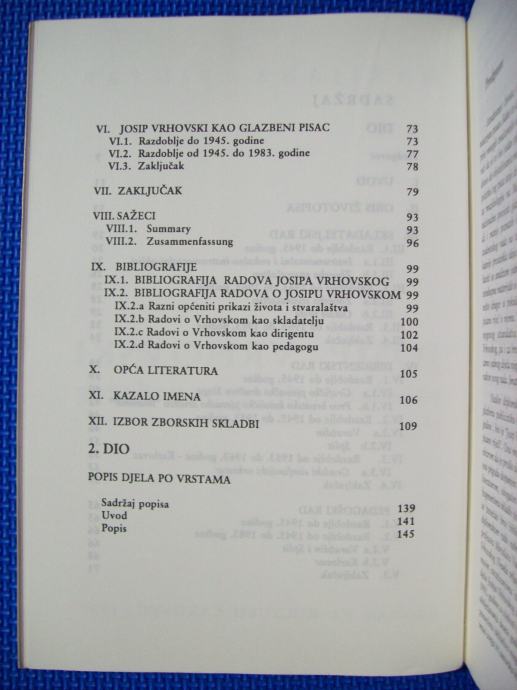 VI. JOSIP VRHOVSKI KAO GLAZBENI PISAC 73
VI.1. Razdoblje do 1945. godine 73
VI.2. Razdoblje od 1945. do 1983. godine 77
VI.3. Zaključak 78
VII. ZAKLJUČAK 79
VIII. SAŽECI 93
VIII.1. Summary 93
VIII.2. Zusammenfassung 96
IX. BIBLIOGRAFIJE 99
IX.1. BIBLIOGRAFIJA RADOVA JOSIPA VRHOVSKOG 99
IX.2. BIBLIOGRAFIJA RADOVA O JOSIPU VRHOVSKOM 99
IX.2.a Razni općeniti prikazi života i stvaralaštva 99
IX.2.b Radovi o Vrhovskom kao skladatelju 100
IX.2.c Radovi o Vrhovskom kao dirigentu 102
IX.2.d Radovi o Vrhovskom kao pedagogu 104
X. OPĆA LITERATURA 105
XI. KAZALO IMENA 106
XII. IZBOR ZBORSKIH SKLADBI 109
2. DIO
POPIS DJELA PO VRSTAMA
Sadržaj popisa 139
Uvod 141
Popis 145